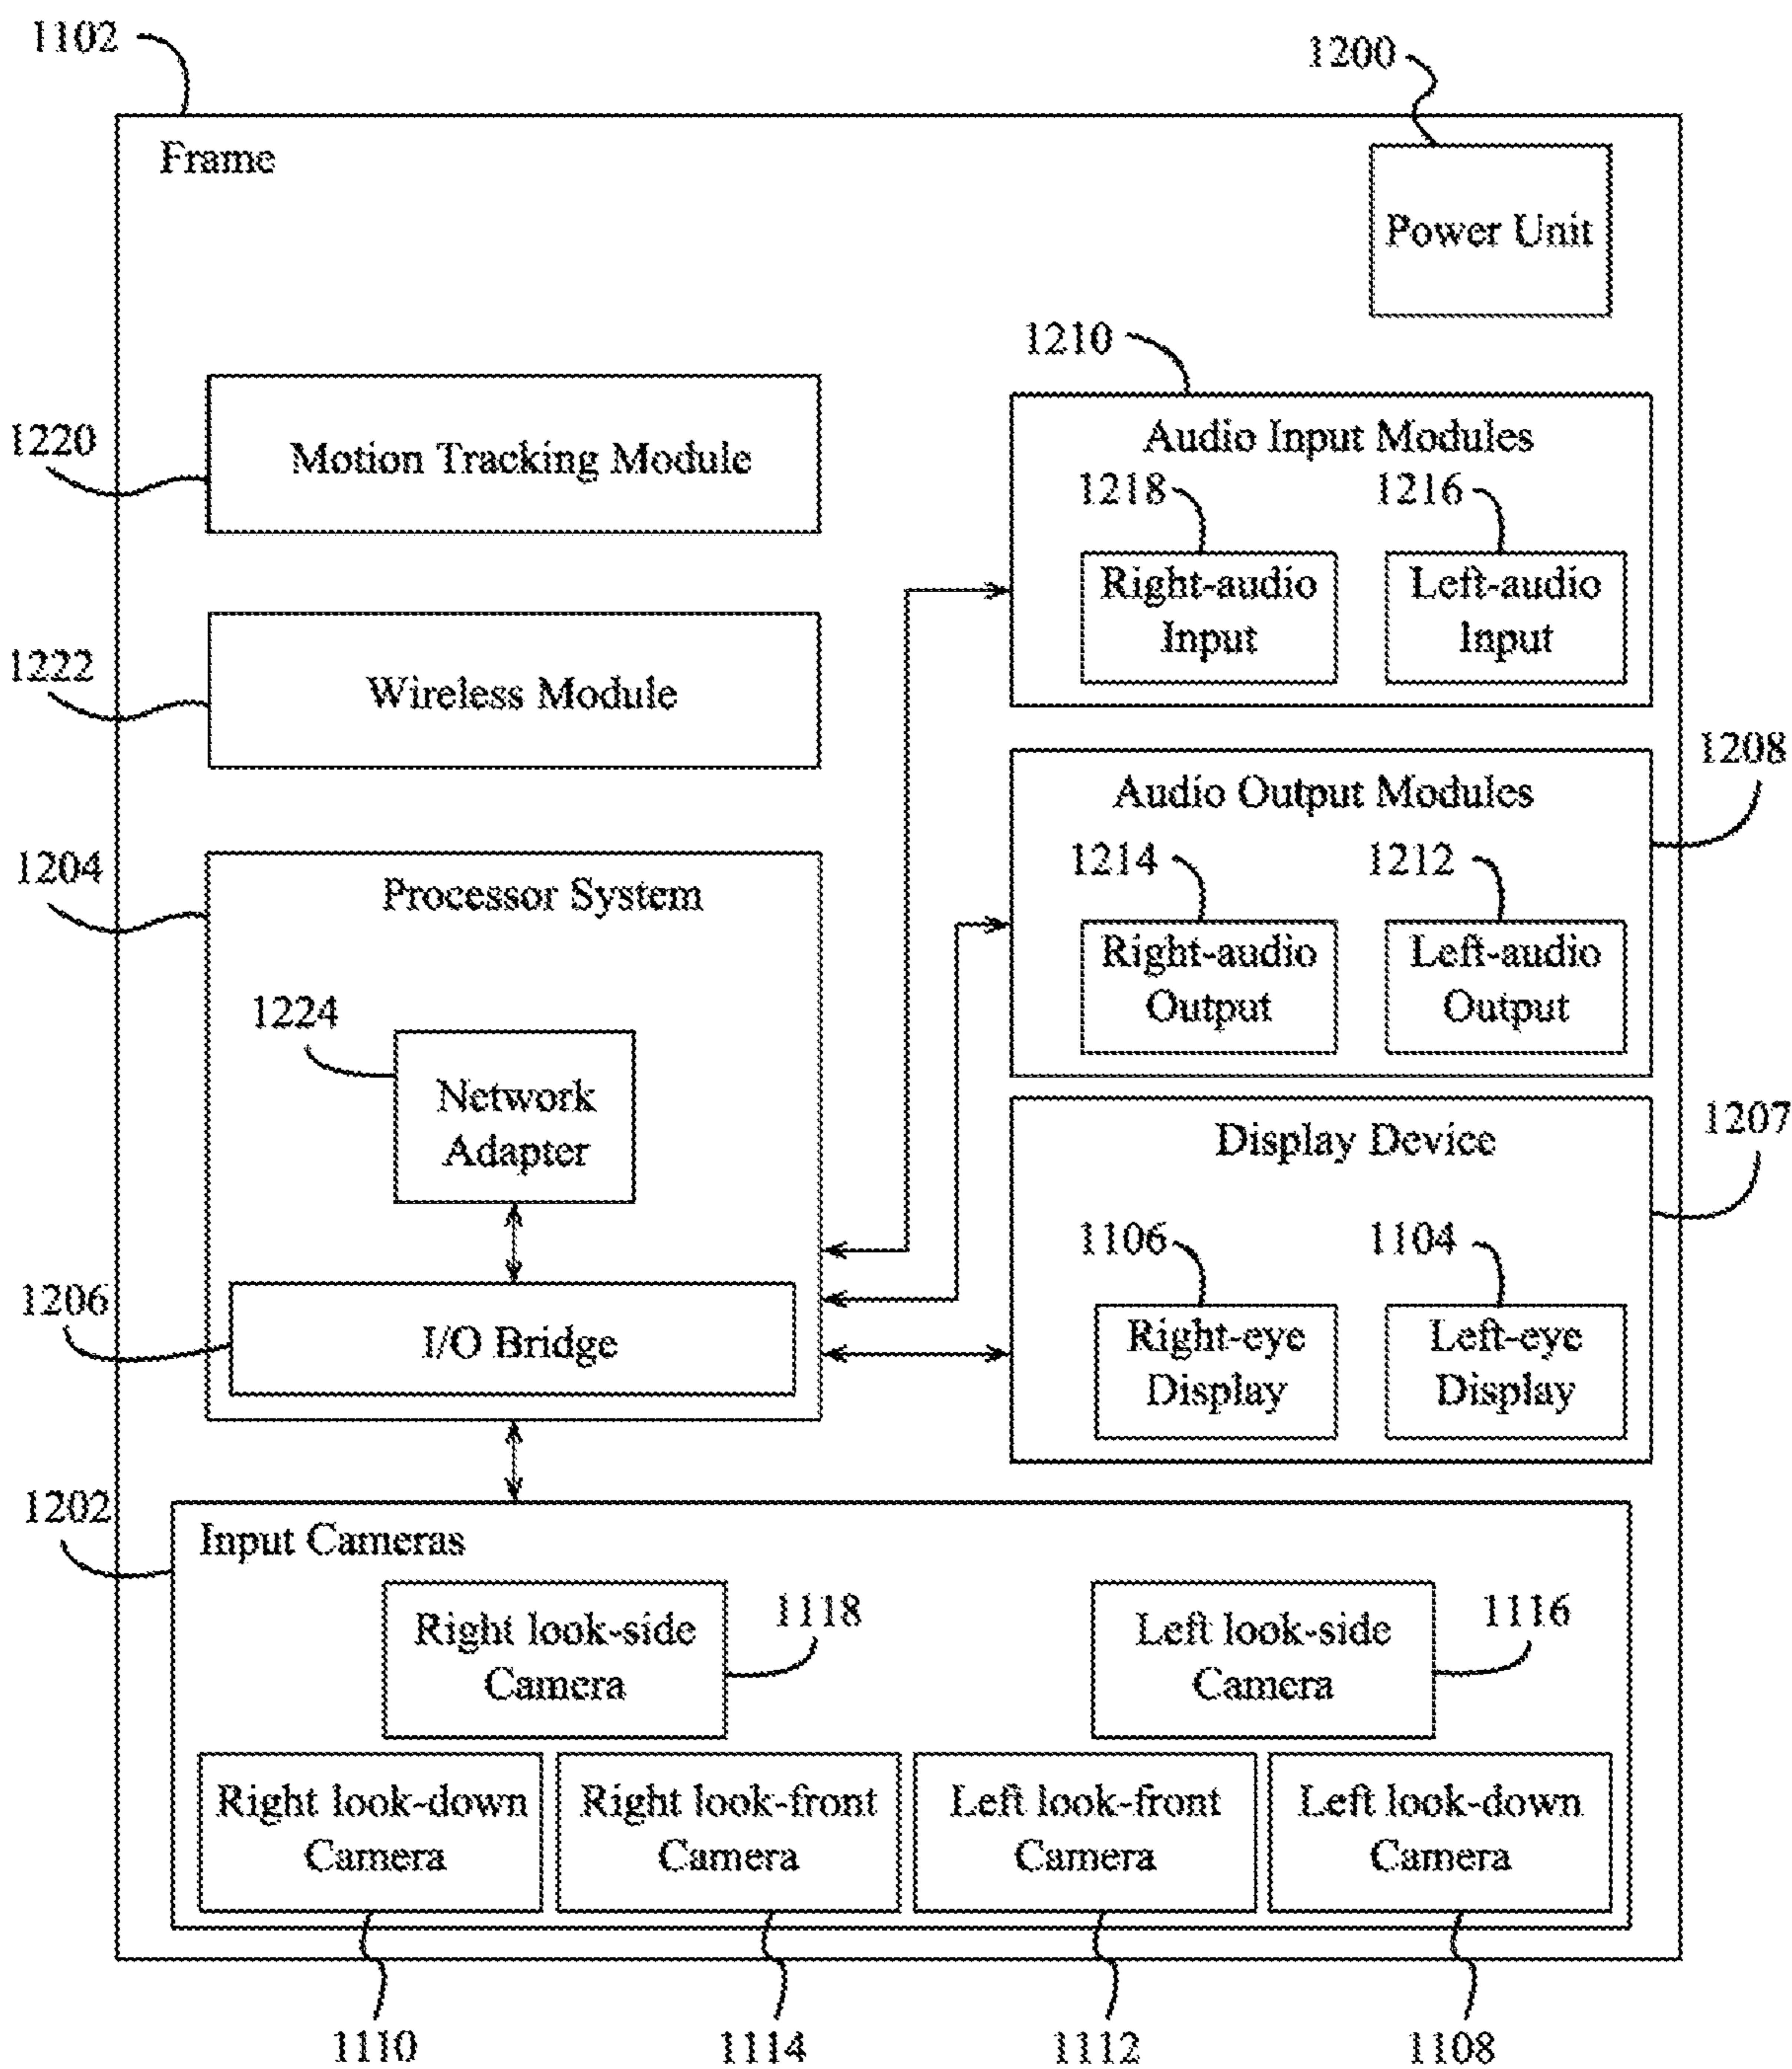 1102
1200
Frame
Power Unit
1210
1220
Motion Tracking Module
Audio Input Modules
1218
1216
Right-audio
Input
Left-audio
Input
1222
Wireless Module
1208
Audio Output Modules
1214
1212
Right-audio
Output
Left-audio
Output
1204
Processor System
1224
Network
Adapter
1207
Display Device
1106
1104
Right-eye
Display
Left-eye
Display
1206
I/O Bridge
1202
Input Cameras
Right look-side
Camera
1118
Left look-side
Camera
1116
Right look-down
Camera
Right look-front
Camera
Left look-front
Camera
Left look-down
Camera
1110
1114
1112
1108